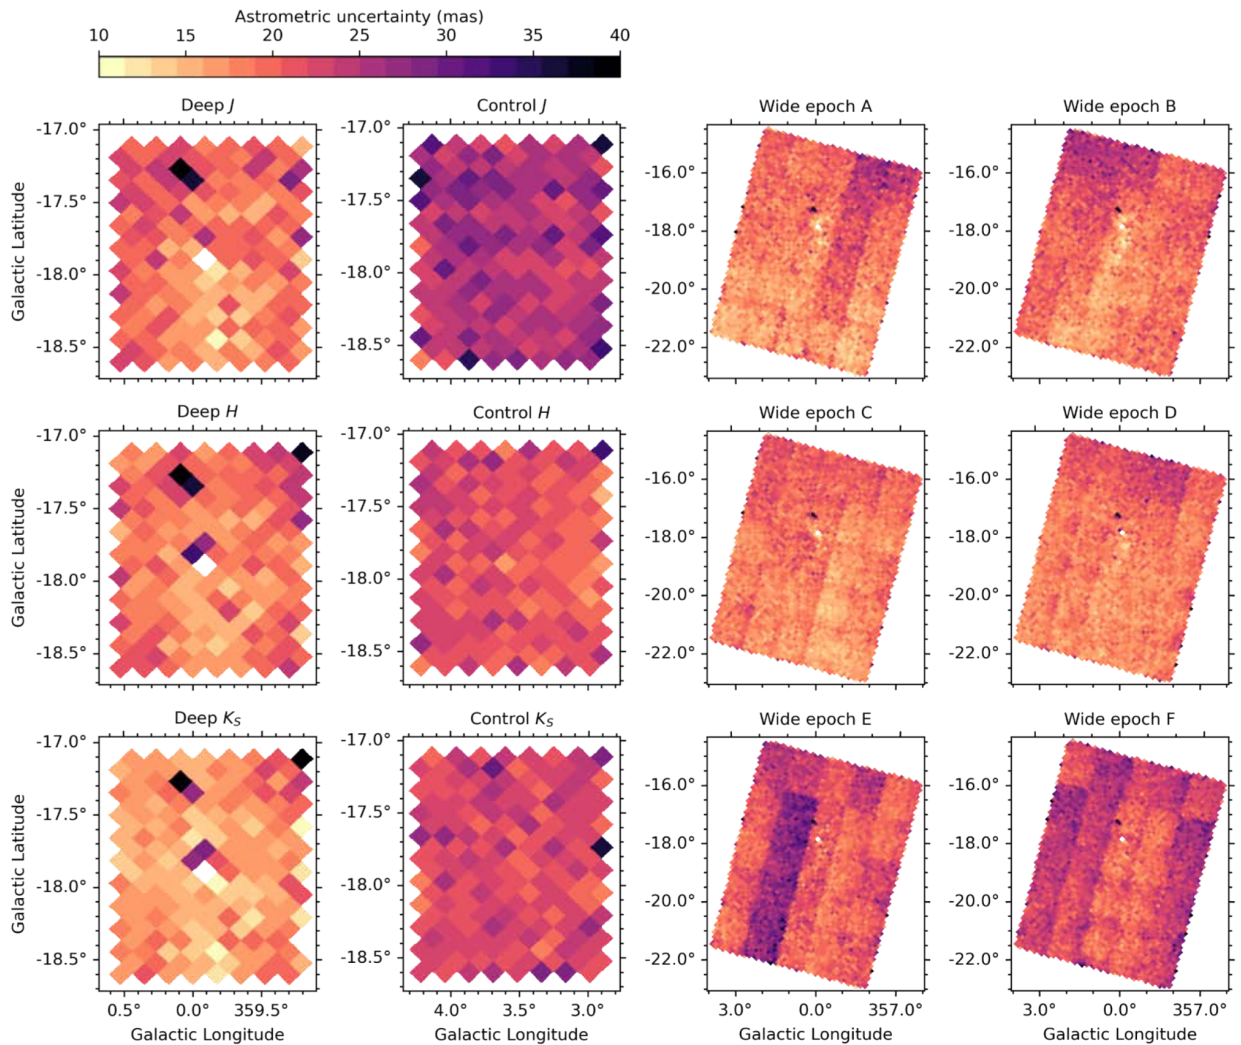 Astrometric uncertainty (mas)
10 15 20 25 30 35 40
Deep J Control J Wide epoch A Wide epoch B
-17.0° -17.0°
-17.5° -17.5° -16.0° -16.0°
-18.0° -18.0° -18.0° -18.0°
-18.5° -18.5° -20.0° -20.0°
-22.0° -22.0°
Galactic Latitude
Deep H Control H Wide epoch C Wide epoch D
-17.0° -17.0°
-17.5° -17.5° -16.0° -16.0°
-18.0° -18.0° -18.0° -18.0°
-18.5° -18.5° -20.0° -20.0°
-22.0° -22.0°
Galactic Latitude
Deep KS Control KS Wide epoch E Wide epoch F
-17.0° -17.0°
-17.5° -17.5° -16.0° -16.0°
-18.0° -18.0° -18.0° -18.0°
-18.5° -18.5° -20.0° -20.0°
-22.0° -22.0°
Galactic Latitude
0.5° 0.0° 359.5° 4.0° 3.5° 3.0° 3.0° 0.0° 357.0° 3.0° 0.0° 357.0°
Galactic Longitude Galactic Longitude Galactic Longitude Galactic Longitude